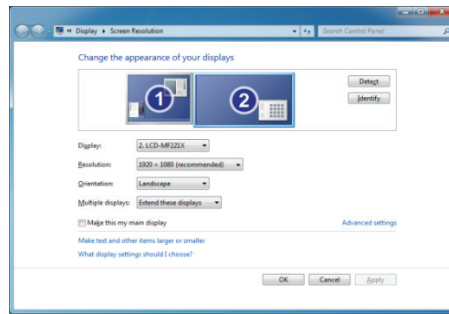 Display
Screen Resolution
Search Control Panel
Change the appearance of your displays
1
2
Detect
Identify
Display:
2. LCD-MF221X
Resolution:
1920 × 1080 (recommended)
Orientation:
Landscape
Multiple displays:
Extend these displays
Make this my main display
Advanced settings
Make text and other items larger or smaller
What display settings should I choose?
OK
Cancel
Apply